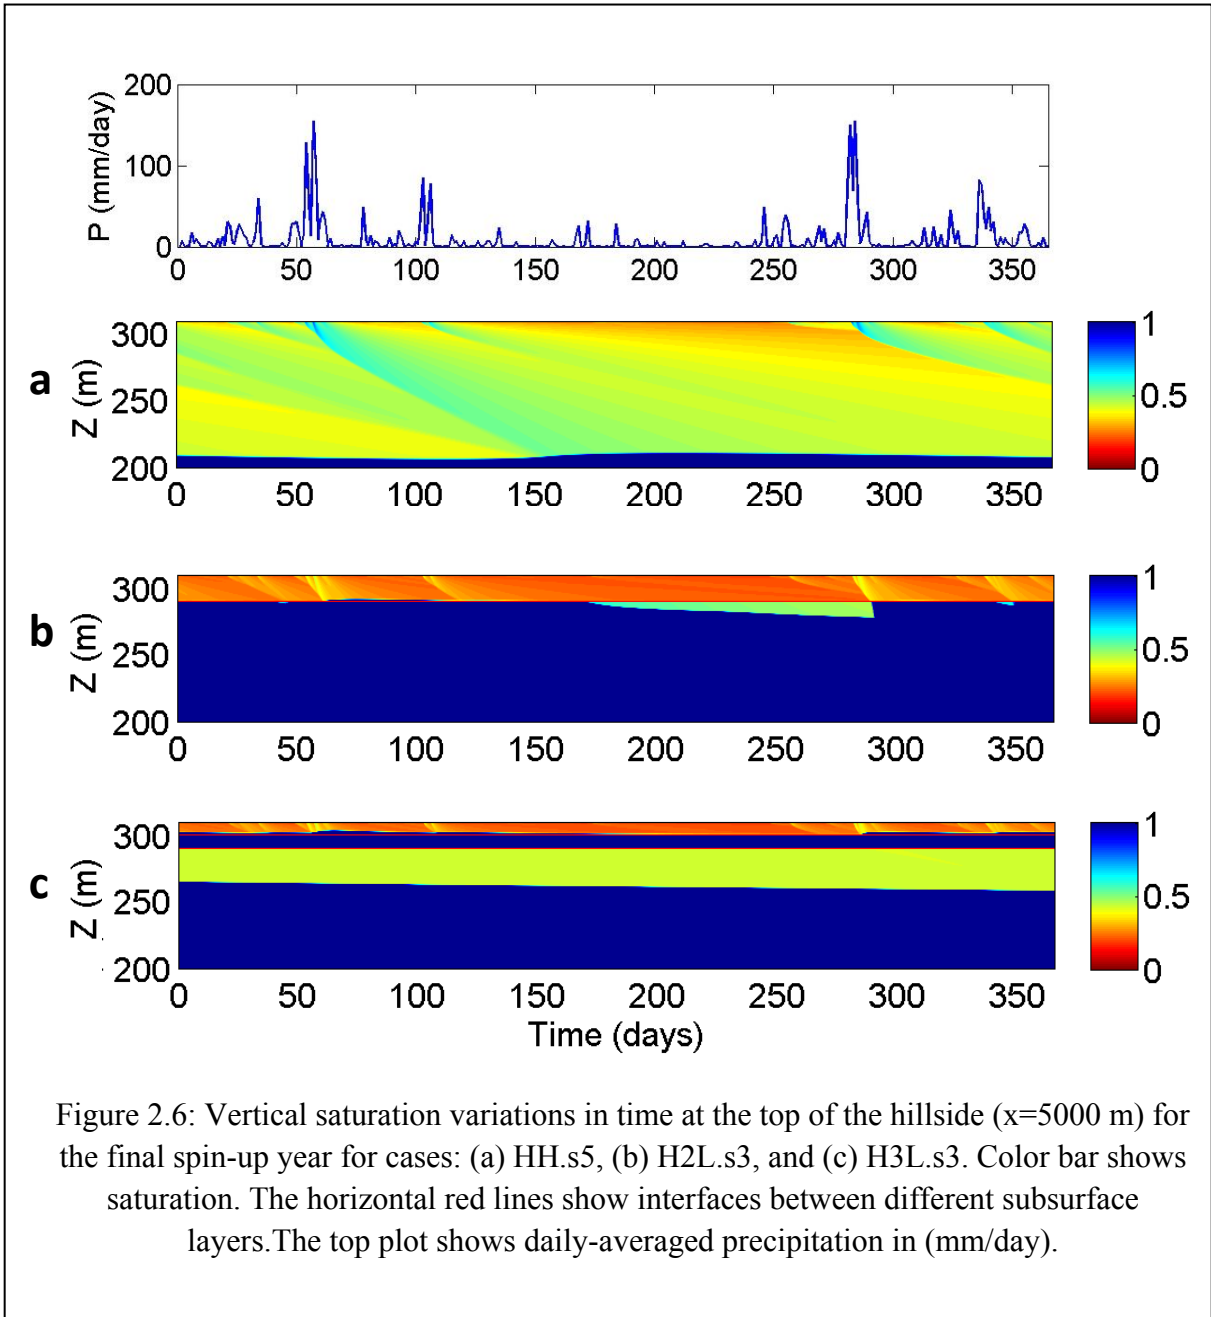 200
100
0
P (mm/day)
0 50 100 150 200 250 300 350
a
Z (m)
300
250
200
0 50 100 150 200 250 300 350
1
0.5
0
b
Z (m)
300
250
200
0 50 100 150 200 250 300 350
1
0.5
0
c
Z (m)
300
250
200
0 50 100 150 200 250 300 350
1
0.5
0
Time (days)
Figure 2.6: Vertical saturation variations in time at the top of the hillside (x=5000 m) for
the final spin-up year for cases: (a) HH.s5, (b) H2L.s3, and (c) H3L.s3. Color bar shows
saturation. The horizontal red lines show interfaces between different subsurface
layers.The top plot shows daily-averaged precipitation in (mm/day).